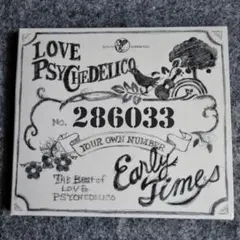 LOVE
PSYCHEDELICO
No. 286033
YOUR OWN NUMBER
Early
Times
THE Best of
LOVE
PSYCHEDELICO